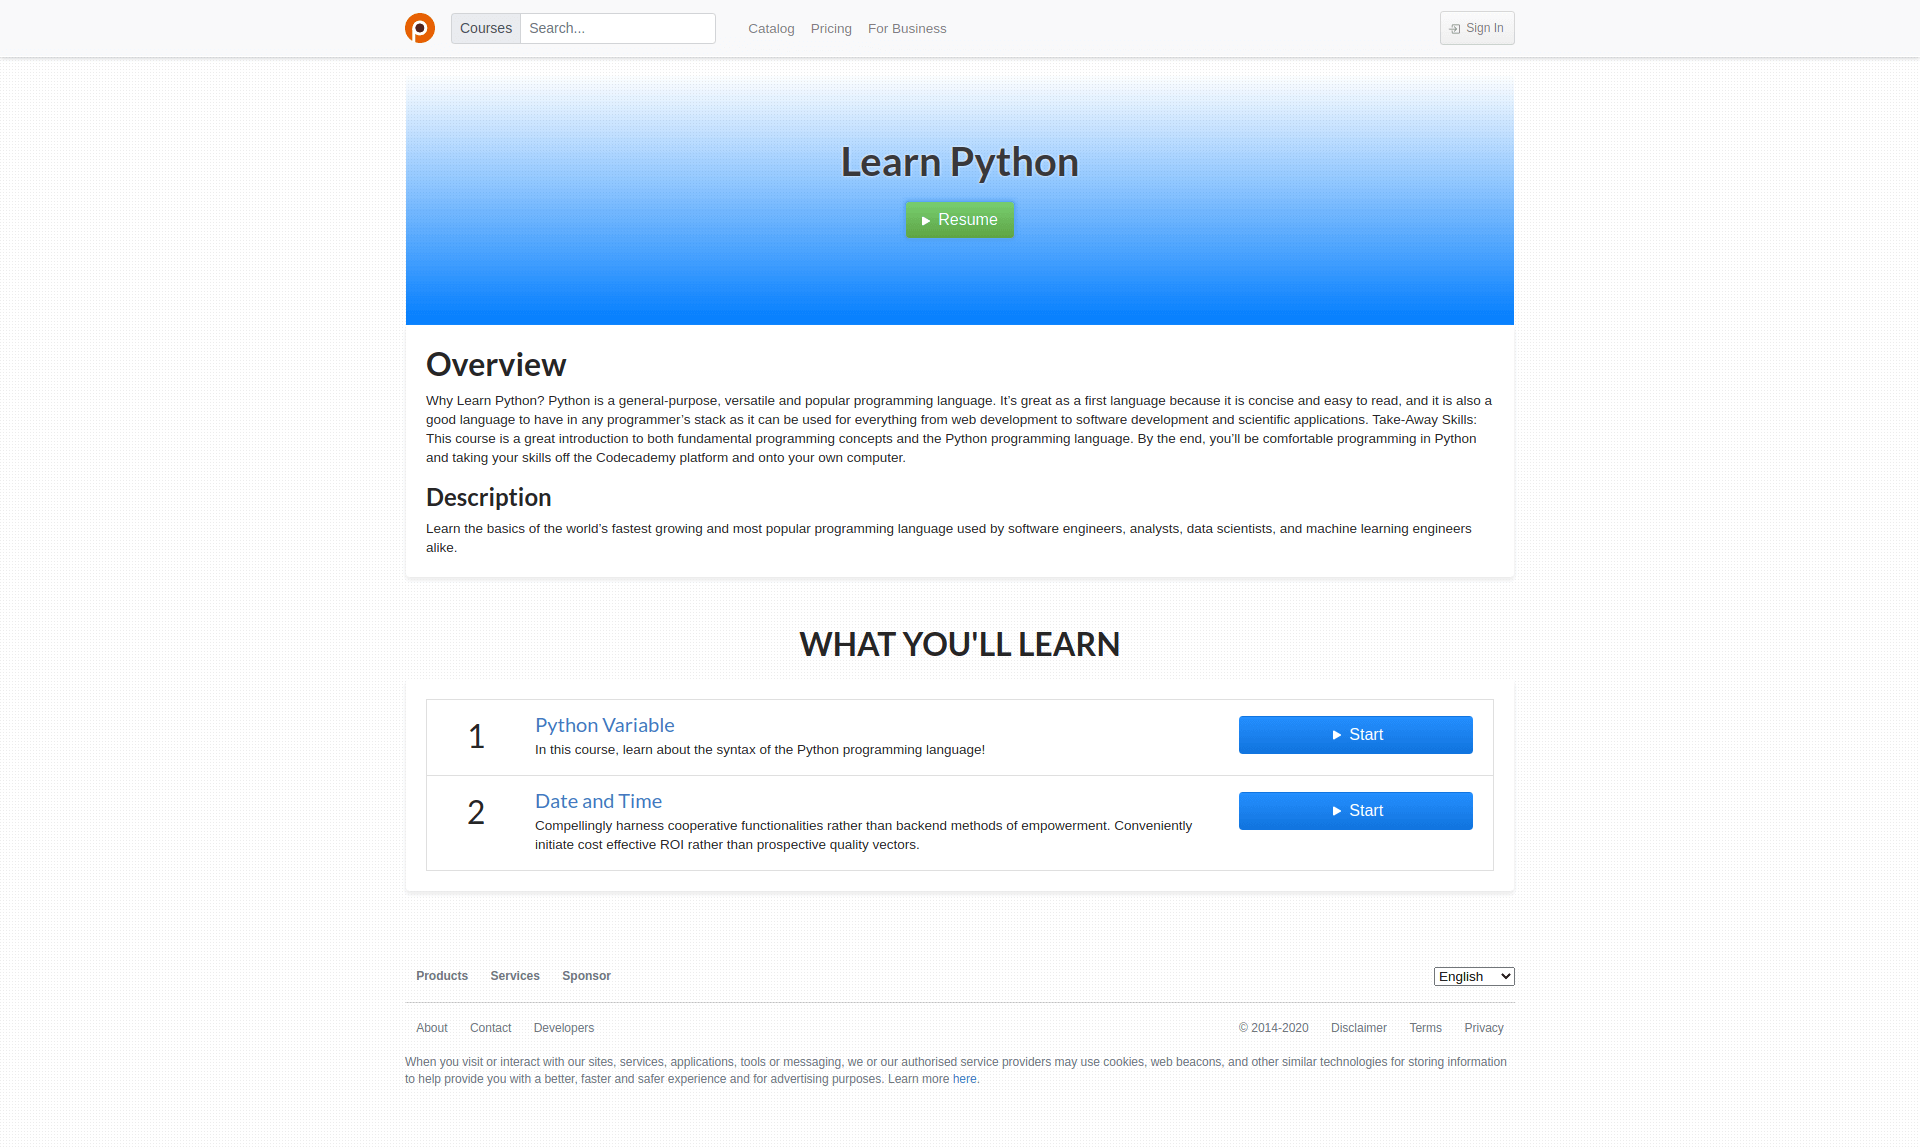 Courses
Search...
Catalog
Pricing
For Business
Sign In
Learn Python
Resume
Overview
Why Learn Python? Python is a general-purpose, versatile and popular programming language. It’s great as a first language because it is concise and easy to read, and it is also a
good language to have in any programmer’s stack as it can be used for everything from web development to software development and scientific applications. Take-Away Skills:
This course is a great introduction to both fundamental programming concepts and the Python programming language. By the end, you’ll be comfortable programming in Python
and taking your skills off the Codecademy platform and onto your own computer.
Description
Learn the basics of the world’s fastest growing and most popular programming language used by software engineers, analysts, data scientists, and machine learning engineers
alike.
WHAT YOU'LL LEARN
1
Python Variable
In this course, learn about the syntax of the Python programming language!
Start
2
Date and Time
Compellingly harness cooperative functionalities rather than backend methods of empowerment. Conveniently
initiate cost effective ROI rather than prospective quality vectors.
Start
Products
Services
Sponsor
English
About
Contact
Developers
© 2014-2020
Disclaimer
Terms
Privacy
When you visit or interact with our sites, services, applications, tools or messaging, we or our authorised service providers may use cookies, web beacons, and other similar technologies for storing information
to help provide you with a better, faster and safer experience and for advertising purposes. Learn more here.